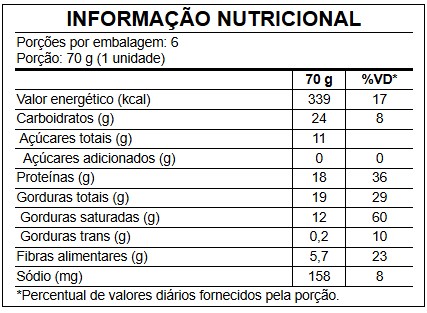 INFORMAÇÃO NUTRICIONAL
Porções por embalagem: 6
Porção: 70 g (1 unidade)
70 g %VD*
Valor energético (kcal) 339 17
Carboidratos (g) 24 8
Açúcares totais (g) 11
Açúcares adicionados (g) 0 0
Proteínas (g) 18 36
Gorduras totais (g) 19 29
Gorduras saturadas (g) 12 60
Gorduras trans (g) 0,2 10
Fibras alimentares (g) 5,7 23
Sódio (mg) 158 8
*Percentual de valores diários fornecidos pela porção.